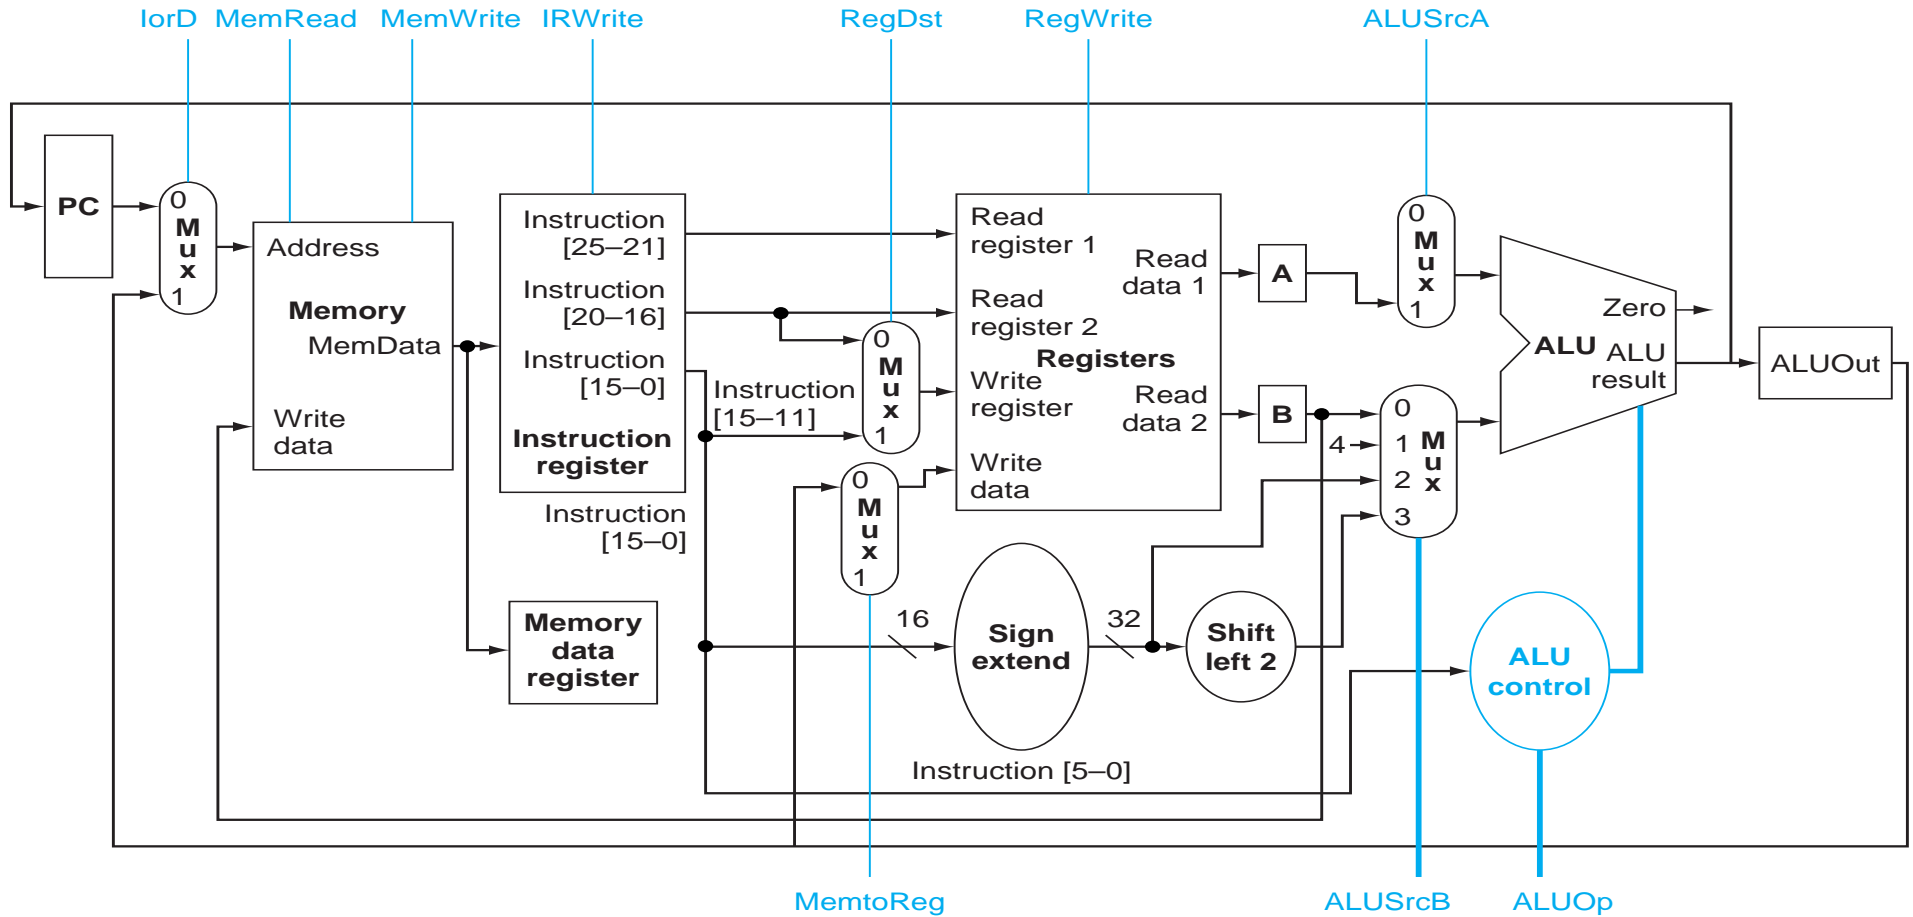 IorD MemRead MemWrite IRWrite RegDst RegWrite ALUSrcA
PC
0
M
u
x
1
Address
Memory
MemData
Write
data
Instruction
[25–21]
Instruction
[20–16]
Instruction
[15–0]
Instruction
register
Instruction
[15–0]
Instruction
[15–11]
Memory
data
register
0
M
u
x
1
0
M
u
x
1
Read
register 1
Read
register 2
Registers
Write
register
Write
data
Read
data 1
Read
data 2
16
Sign
extend
32
Shift
left 2
A
B
4
0
M
u
x
1
0
1
2
3
M
u
x
Zero
ALU
ALU
result
ALUOut
ALU
control
Instruction [5–0]
MemtoReg ALUSrcB ALUOp